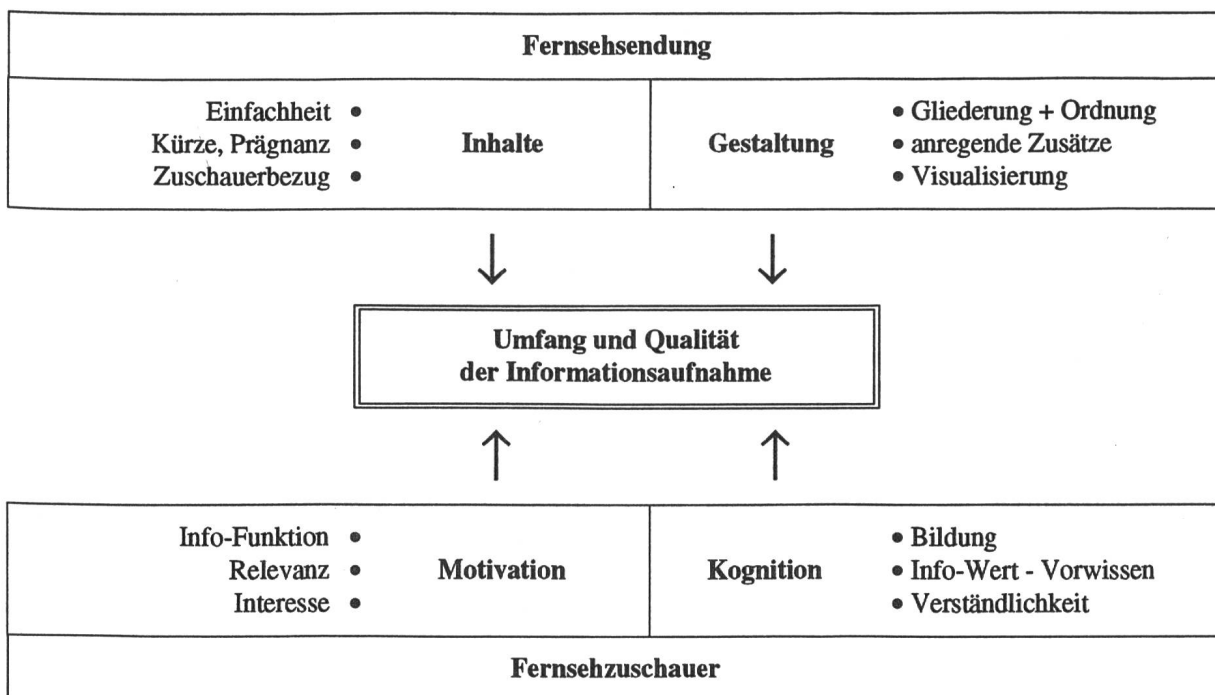 Fernsehsendung
Einfachheit •
Kürze, Prägnanz •
Zuschauerbezug •
Inhalte
Gestaltung
• Gliederung + Ordnung
• anregende Zusätze
• Visualisierung
Umfang und Qualität
der Informationsaufnahme
Info-Funktion •
Relevanz •
Interesse •
Motivation
Kognition
• Bildung
• Info-Wert - Vorwissen
• Verständlichkeit
Fernsehzuschauer